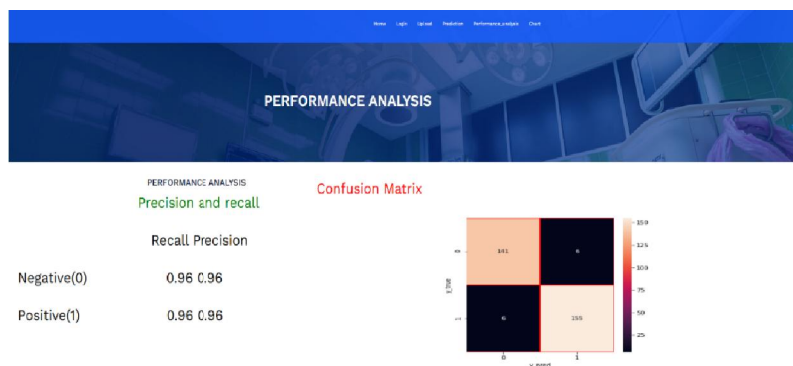 Home Login Upload Prediction Performance_analysis Chart
PERFORMANCE ANALYSIS
PERFORMANCE ANALYSIS
Precision and recall
Recall Precision
Negative(0) 0.96 0.96
Positive(1) 0.96 0.96
Confusion Matrix
141 6
6
0 1
y_true
0 1
y_pred
150
125
100
75
50
25